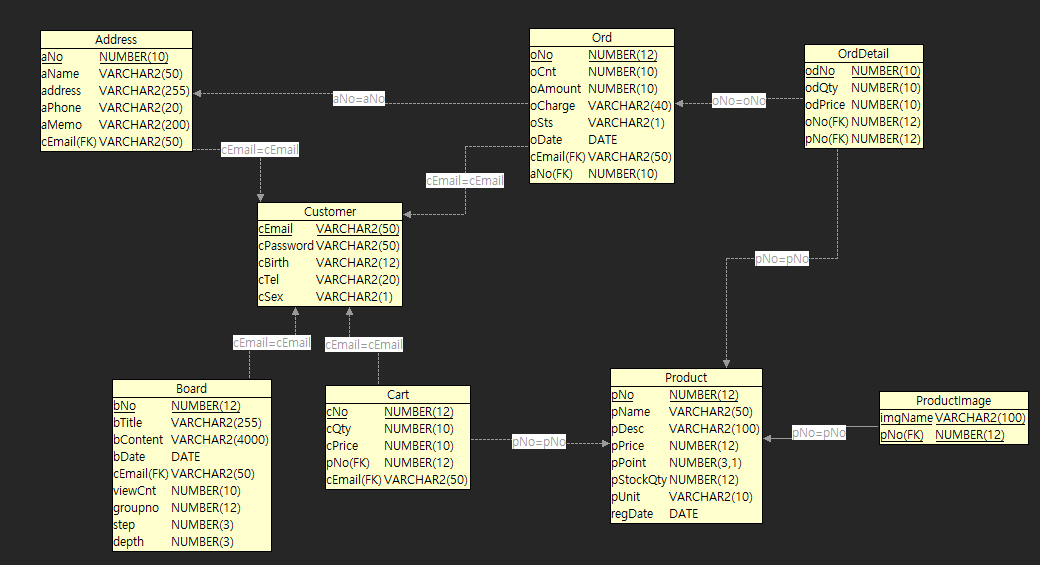 Address
aNo NUMBER(10)
aName VARCHAR2(50)
address VARCHAR2(255)
aPhone VARCHAR2(20)
aMemo VARCHAR2(200)
cEmail(FK) VARCHAR2(50)
aNo=aNo
Ord
oNo NUMBER(12)
oCnt NUMBER(10)
oAmount NUMBER(10)
oCharge VARCHAR2(40)
oSts VARCHAR2(1)
oDate DATE
cEmail(FK) VARCHAR2(50)
aNo(FK) NUMBER(10)
oNo=oNo
OrdDetail
odNo NUMBER(10)
odQty NUMBER(10)
odPrice NUMBER(10)
oNo(FK) NUMBER(12)
pNo(FK) NUMBER(12)
cEmail=cEmail
cEmail=cEmail
Customer
cEmail VARCHAR2(50)
cPassword VARCHAR2(50)
cBirth VARCHAR2(12)
cTel VARCHAR2(20)
cSex VARCHAR2(1)
pNo=pNo
cEmail=cEmail
cEmail=cEmail
Board
bNo NUMBER(12)
bTitle VARCHAR2(255)
bContent VARCHAR2(4000)
bDate DATE
cEmail(FK) VARCHAR2(50)
viewCnt NUMBER(10)
groupno NUMBER(12)
step NUMBER(3)
depth NUMBER(3)
Cart
cNo NUMBER(12)
cQty NUMBER(10)
cPrice NUMBER(10)
pNo(FK) NUMBER(12)
cEmail(FK) VARCHAR2(50)
pNo=pNo
Product
pNo NUMBER(12)
pName VARCHAR2(50)
pDesc VARCHAR2(100)
pPrice NUMBER(12)
pPoint NUMBER(3,1)
pStockQty NUMBER(12)
pUnit VARCHAR2(10)
regDate DATE
pNo=pNo
ProductImage
imgName VARCHAR2(100)
pNo(FK) NUMBER(12)